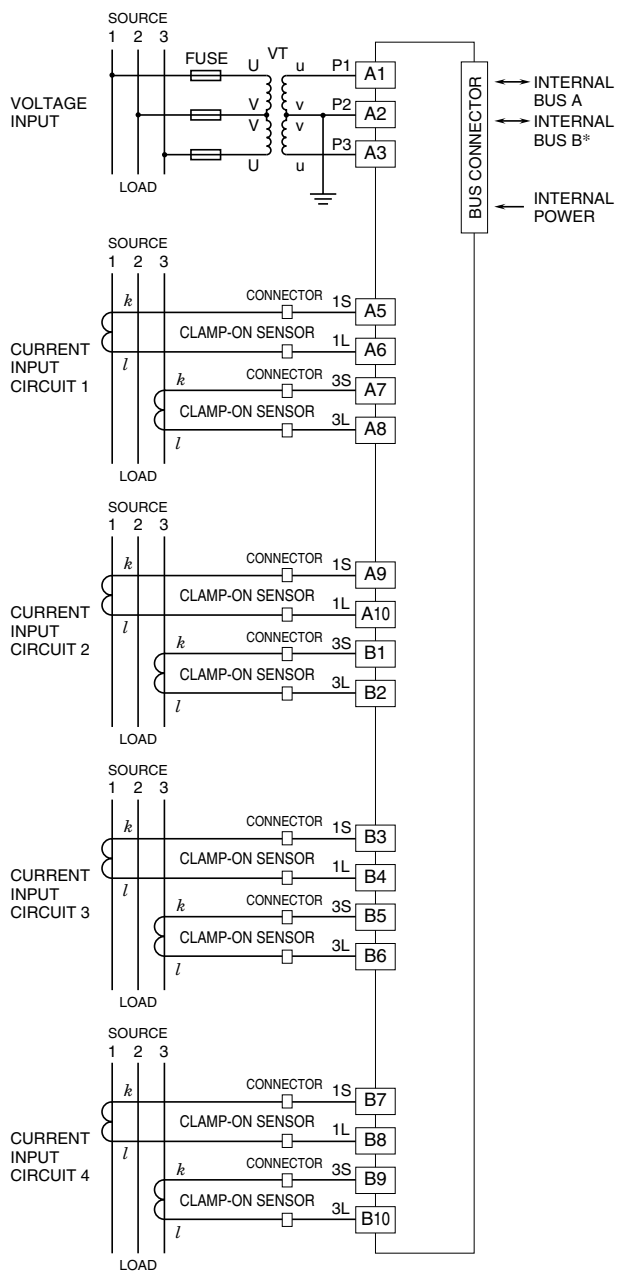 SOURCE
1 2 3
FUSE
VT
U u P1 A1
VOLTAGE
INPUT
V v P2 A2
V v
P3 A3
U u
LOAD
BUS CONNECTOR
INTERNAL
BUS A
INTERNAL
BUS B*
INTERNAL
POWER
SOURCE
1 2 3
k CONNECTOR 1S A5
CLAMP-ON SENSOR
l 1L A6
CURRENT
INPUT
CIRCUIT 1
k CONNECTOR 3S A7
CLAMP-ON SENSOR
l 3L A8
LOAD
SOURCE
1 2 3
k CONNECTOR 1S A9
CLAMP-ON SENSOR
l 1L A10
CURRENT
INPUT
CIRCUIT 2
k CONNECTOR 3S B1
CLAMP-ON SENSOR
l 3L B2
LOAD
SOURCE
1 2 3
k CONNECTOR 1S B3
CLAMP-ON SENSOR
l 1L B4
CURRENT
INPUT
CIRCUIT 3
k CONNECTOR 3S B5
CLAMP-ON SENSOR
l 3L B6
LOAD
SOURCE
1 2 3
k CONNECTOR 1S B7
CLAMP-ON SENSOR
l 1L B8
CURRENT
INPUT
CIRCUIT 4
k CONNECTOR 3S B9
CLAMP-ON SENSOR
l 3L B10
LOAD